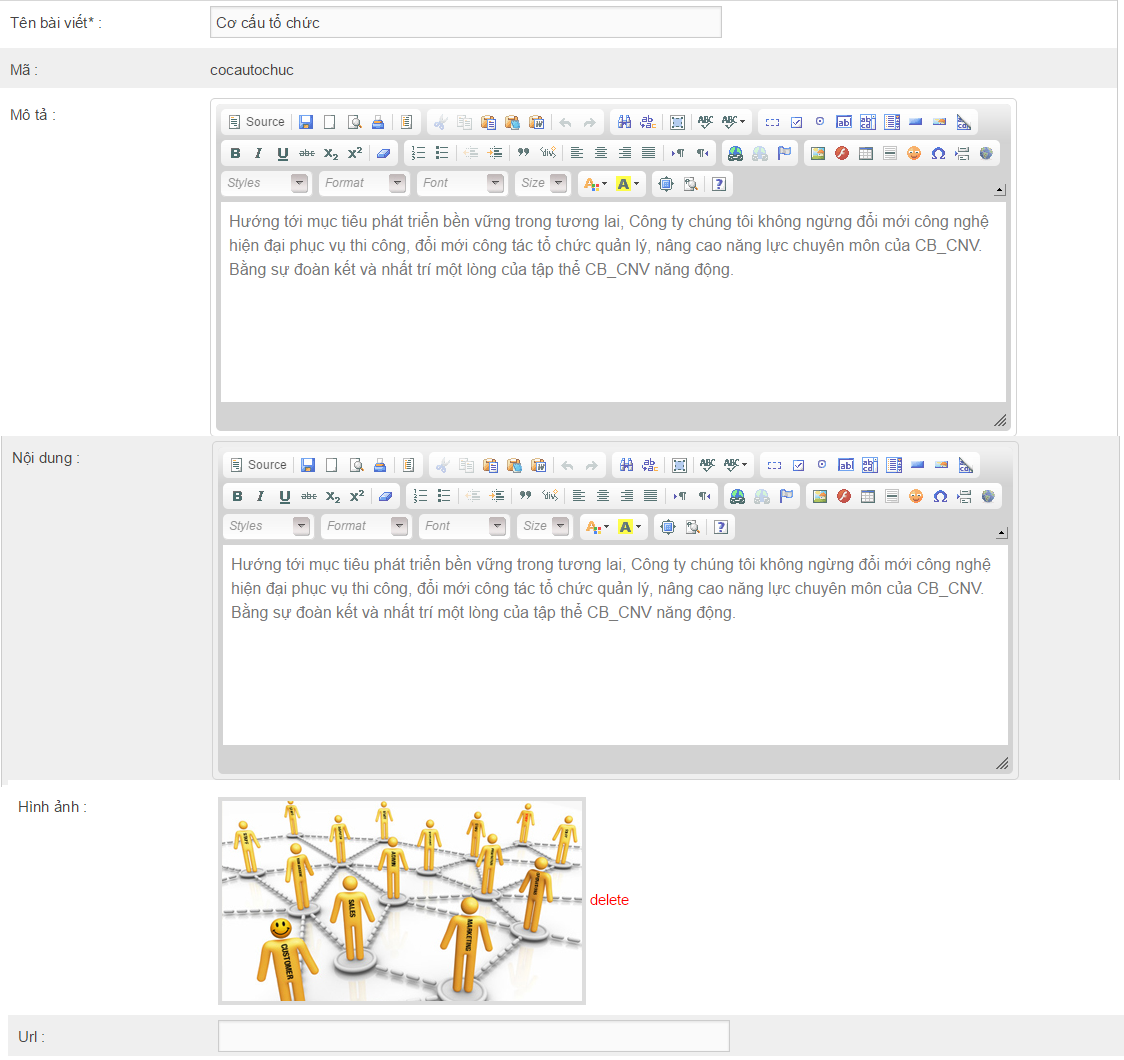 Tên bài viết* :
Cơ cấu tổ chức
Mã :
cocautochuc
Mô tả :
Source
Styles Format Font Size
Hướng tới mục tiêu phát triển bền vững trong tương lai, Công ty chúng tôi không ngừng đổi mới công nghệ
hiện đại phục vụ thi công, đổi mới công tác tổ chức quản lý, nâng cao năng lực chuyên môn của CB_CNV.
Bằng sự đoàn kết và nhất trí một lòng của tập thể CB_CNV năng động.
Nội dung :
Source
Styles Format Font Size
Hướng tới mục tiêu phát triển bền vững trong tương lai, Công ty chúng tôi không ngừng đổi mới công nghệ
hiện đại phục vụ thi công, đổi mới công tác tổ chức quản lý, nâng cao năng lực chuyên môn của CB_CNV.
Bằng sự đoàn kết và nhất trí một lòng của tập thể CB_CNV năng động.
Hình ảnh :
ADMIN
SALES
MARKETING
CUSTOMER
delete
Url :